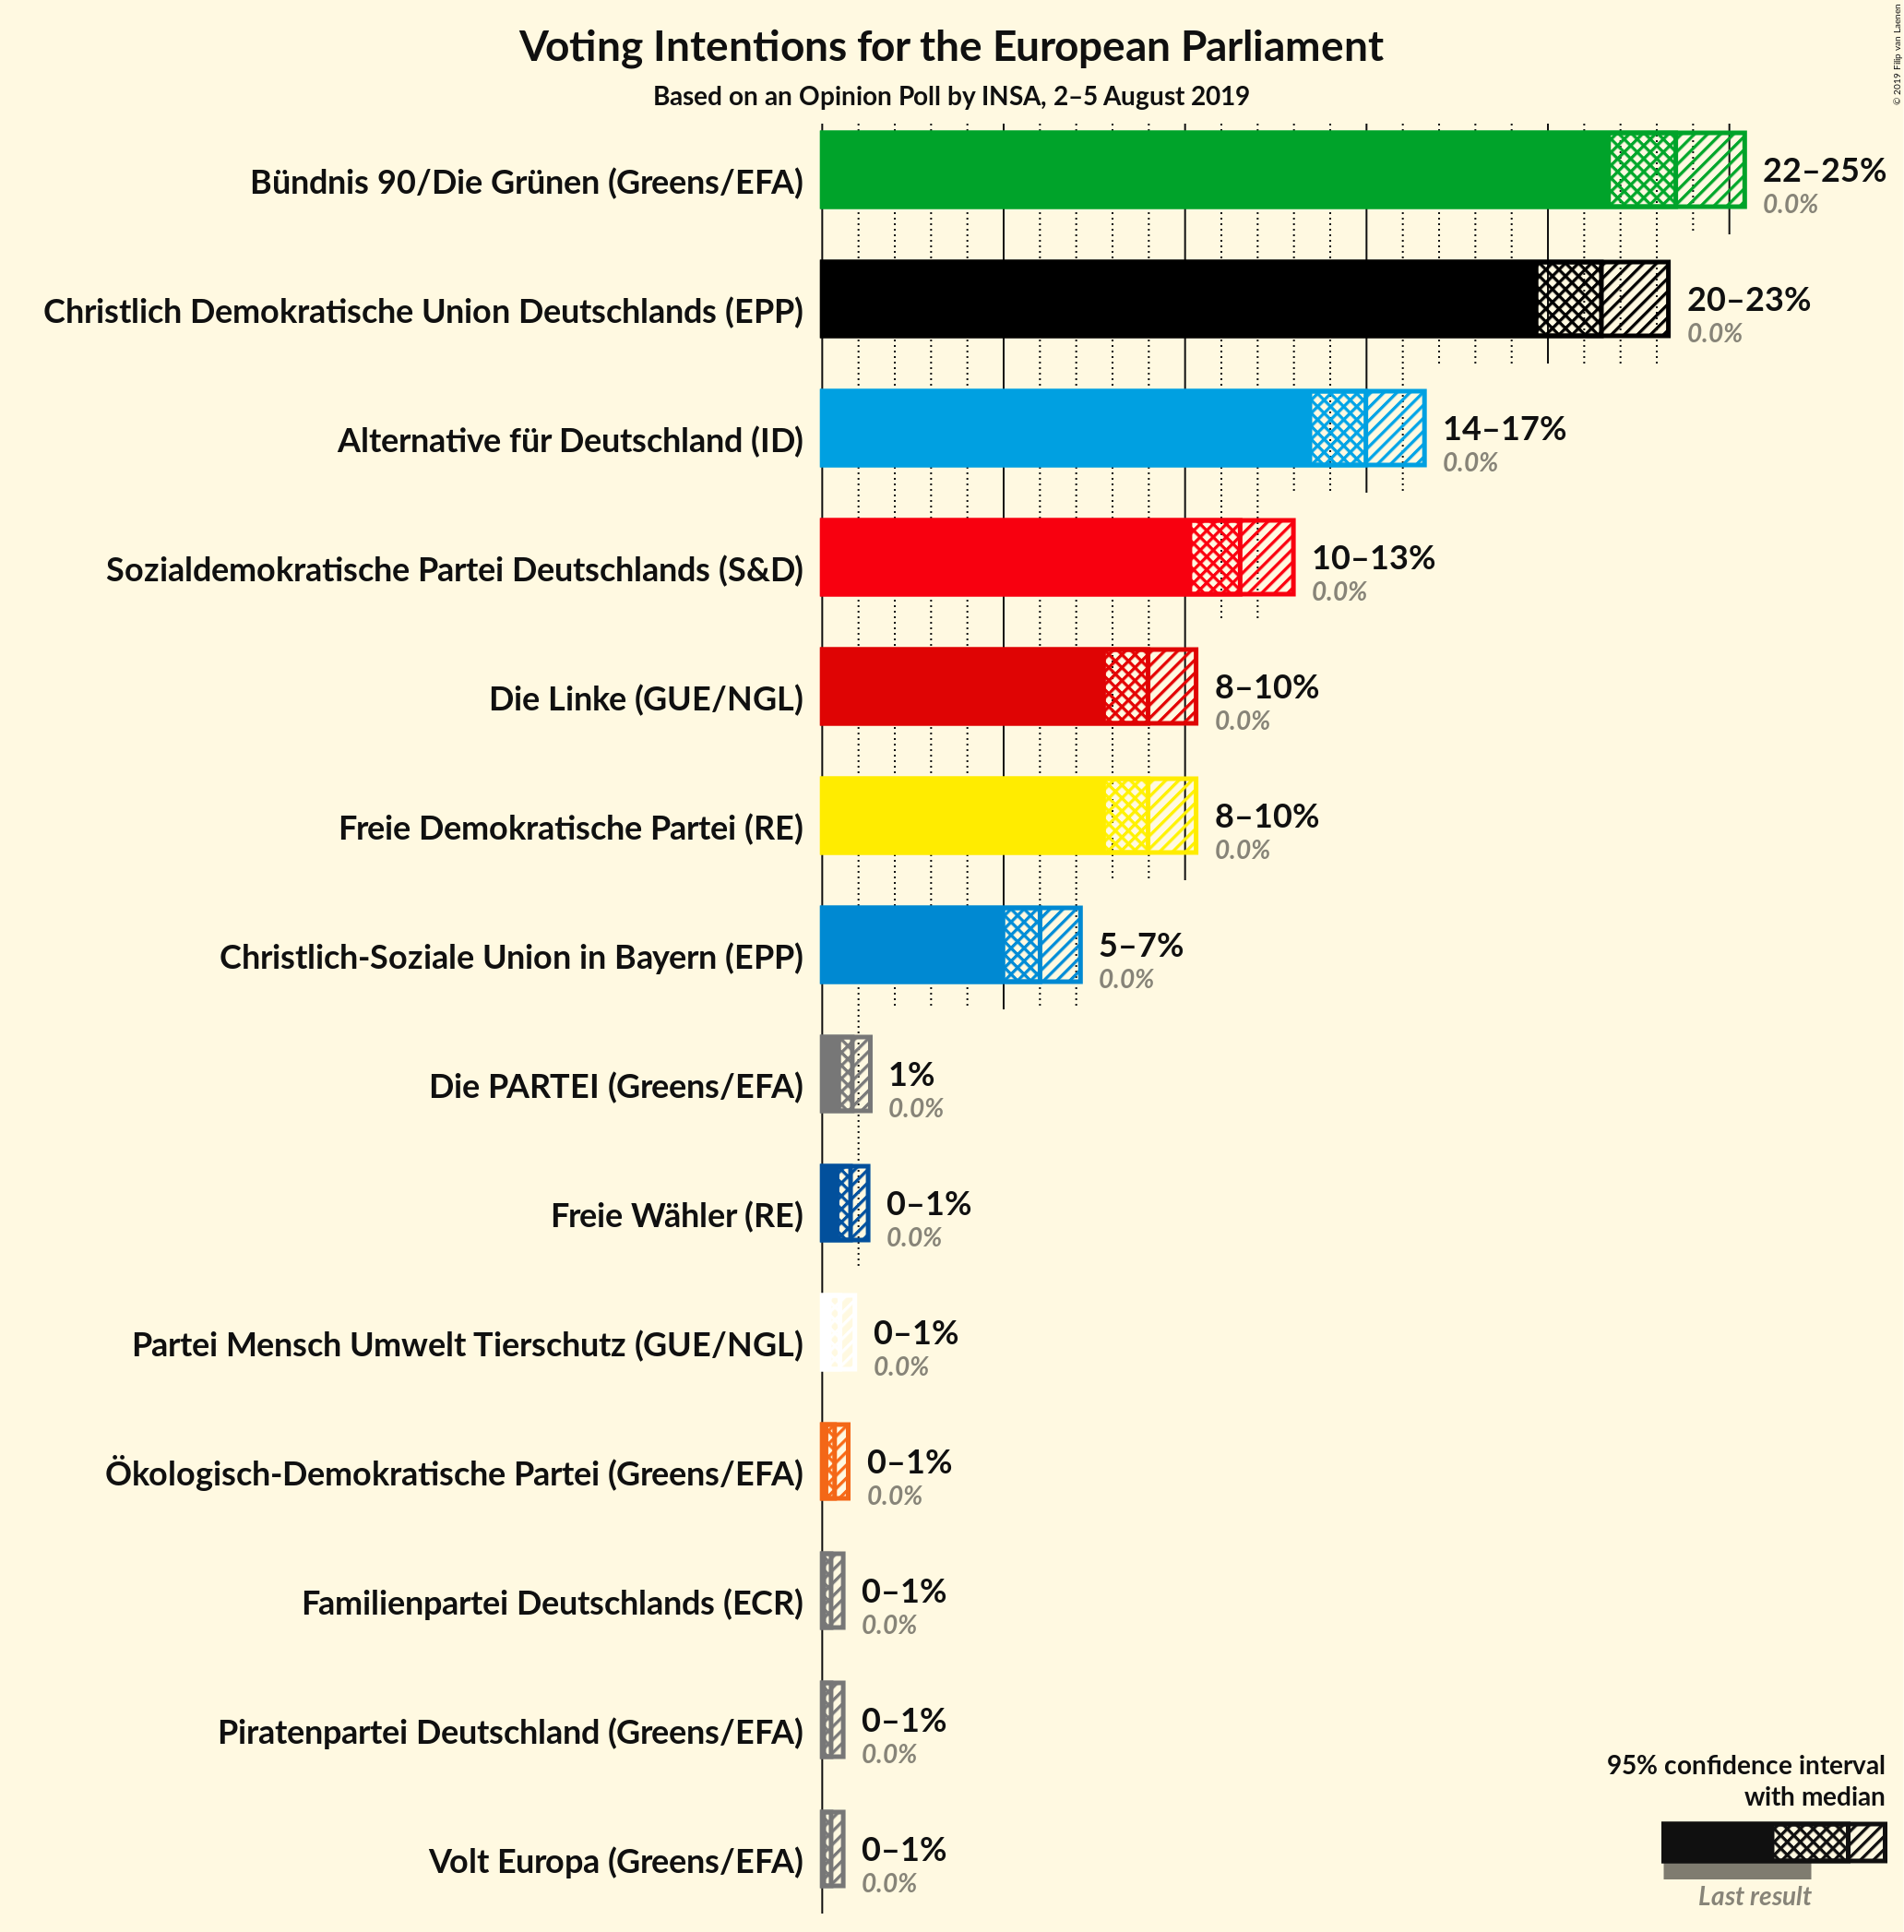 Voting Intentions for the European Parliament
Based on an Opinion Poll by INSA, 2–5 August 2019
© 2019 Filip van Laenen
Bündnis 90/Die Grünen (Greens/EFA)
22–25%
0.0%
Christlich Demokratische Union Deutschlands (EPP)
20–23%
0.0%
Alternative für Deutschland (ID)
14–17%
0.0%
Sozialdemokratische Partei Deutschlands (S&D)
10–13%
0.0%
Die Linke (GUE/NGL)
8–10%
0.0%
Freie Demokratische Partei (RE)
8–10%
0.0%
Christlich-Soziale Union in Bayern (EPP)
5–7%
0.0%
Die PARTEI (Greens/EFA)
1%
0.0%
Freie Wähler (RE)
0–1%
0.0%
Partei Mensch Umwelt Tierschutz (GUE/NGL)
0–1%
0.0%
Ökologisch-Demokratische Partei (Greens/EFA)
0–1%
0.0%
Familienpartei Deutschlands (ECR)
0–1%
0.0%
Piratenpartei Deutschland (Greens/EFA)
0–1%
0.0%
Volt Europa (Greens/EFA)
0–1%
0.0%
95% confidence interval
with median
Last result